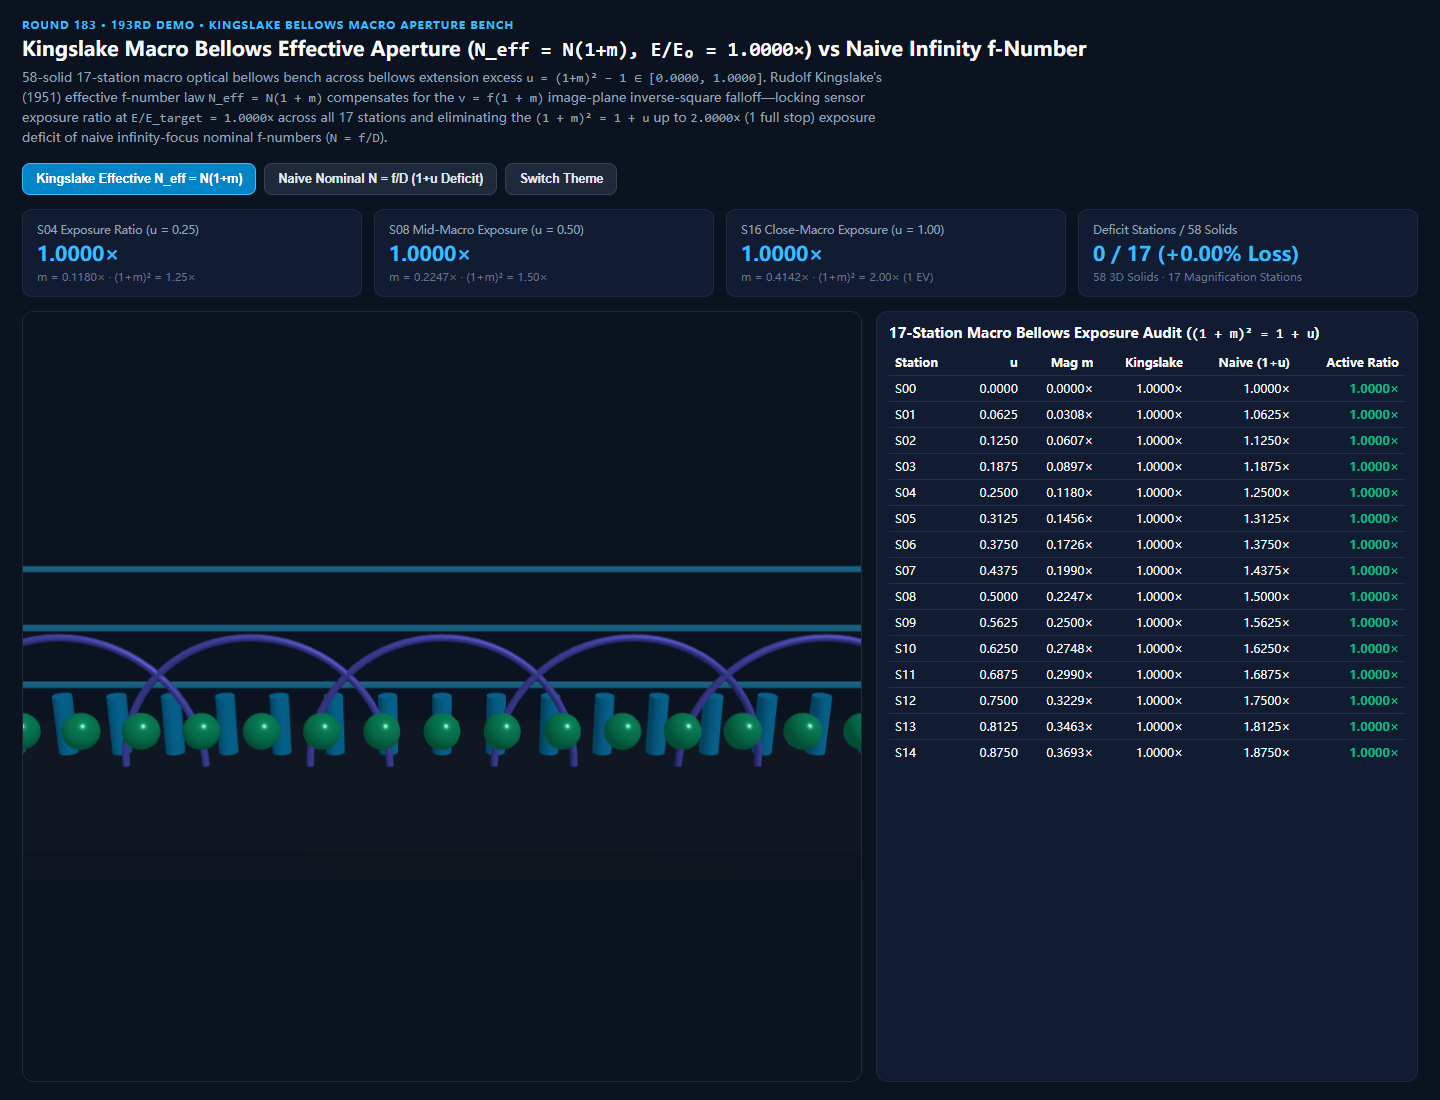 ROUND 183 • 193RD DEMO • KINGSLAKE BELLOWS MACRO APERTURE BENCH
Kingslake Macro Bellows Effective Aperture (N_eff = N(1+m), E/E₀ = 1.0000×) vs Naive Infinity f-Number
58-solid 17-station macro optical bellows bench across bellows extension excess u = (1+m)² − 1 ∈ [0.0000, 1.0000]. Rudolf Kingslake's
(1951) effective f-number law N_eff = N(1 + m) compensates for the v = f(1 + m) image-plane inverse-square falloff—locking sensor
exposure ratio at E/E_target = 1.0000× across all 17 stations and eliminating the (1 + m)² = 1 + u up to 2.0000× (1 full stop) exposure
deficit of naive infinity-focus nominal f-numbers (N = f/D).
Kingslake Effective N_eff = N(1+m) Naive Nominal N = f/D (1+u Deficit) Switch Theme
S04 Exposure Ratio (u = 0.25)
1.0000×
m = 0.1180× · (1+m)² = 1.25×
S08 Mid-Macro Exposure (u = 0.50)
1.0000×
m = 0.2247× · (1+m)² = 1.50×
S16 Close-Macro Exposure (u = 1.00)
1.0000×
m = 0.4142× · (1+m)² = 2.00× (1 EV)
Deficit Stations / 58 Solids
0 / 17 (+0.00% Loss)
58 3D Solids · 17 Magnification Stations
17-Station Macro Bellows Exposure Audit ((1 + m)² = 1 + u)
Station u Mag m Kingslake Naive (1+u) Active Ratio
S00 0.0000 0.0000× 1.0000× 1.0000× 1.0000×
S01 0.0625 0.0308× 1.0000× 1.0625× 1.0000×
S02 0.1250 0.0607× 1.0000× 1.1250× 1.0000×
S03 0.1875 0.0897× 1.0000× 1.1875× 1.0000×
S04 0.2500 0.1180× 1.0000× 1.2500× 1.0000×
S05 0.3125 0.1456× 1.0000× 1.3125× 1.0000×
S06 0.3750 0.1726× 1.0000× 1.3750× 1.0000×
S07 0.4375 0.1990× 1.0000× 1.4375× 1.0000×
S08 0.5000 0.2247× 1.0000× 1.5000× 1.0000×
S09 0.5625 0.2500× 1.0000× 1.5625× 1.0000×
S10 0.6250 0.2748× 1.0000× 1.6250× 1.0000×
S11 0.6875 0.2990× 1.0000× 1.6875× 1.0000×
S12 0.7500 0.3229× 1.0000× 1.7500× 1.0000×
S13 0.8125 0.3463× 1.0000× 1.8125× 1.0000×
S14 0.8750 0.3693× 1.0000× 1.8750× 1.0000×